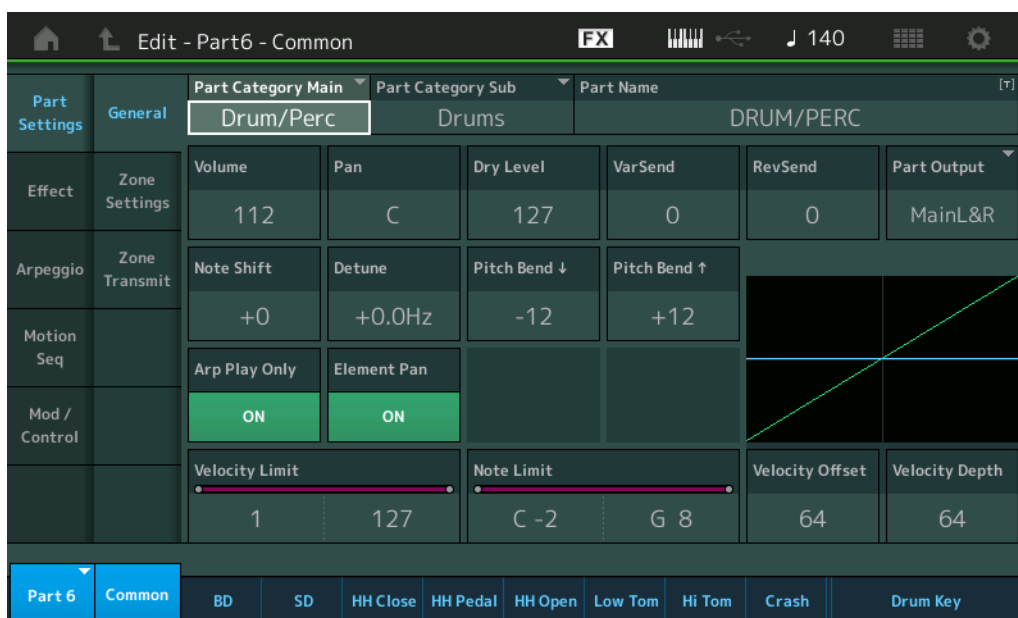 Edit - Part6 - Common FX ♩ 140
Part Category Main Part Category Sub Part Name [T]
Drum/Perc Drums DRUM/PERC
Part
Settings
General
Volume Pan Dry Level VarSend RevSend Part Output
112 C 127 0 0 MainL&R
Effect
Zone
Settings
Arpeggio
Zone
Transmit
Note Shift Detune Pitch Bend ↓ Pitch Bend ↑
+0 +0.0Hz -12 +12
Motion
Seq
Arp Play Only Element Pan
ON ON
Mod /
Control
Velocity Limit Note Limit Velocity Offset Velocity Depth
1 127 C -2 G 8 64 64
Part 6 Common BD SD HH Close HH Pedal HH Open Low Tom Hi Tom Crash Drum Key